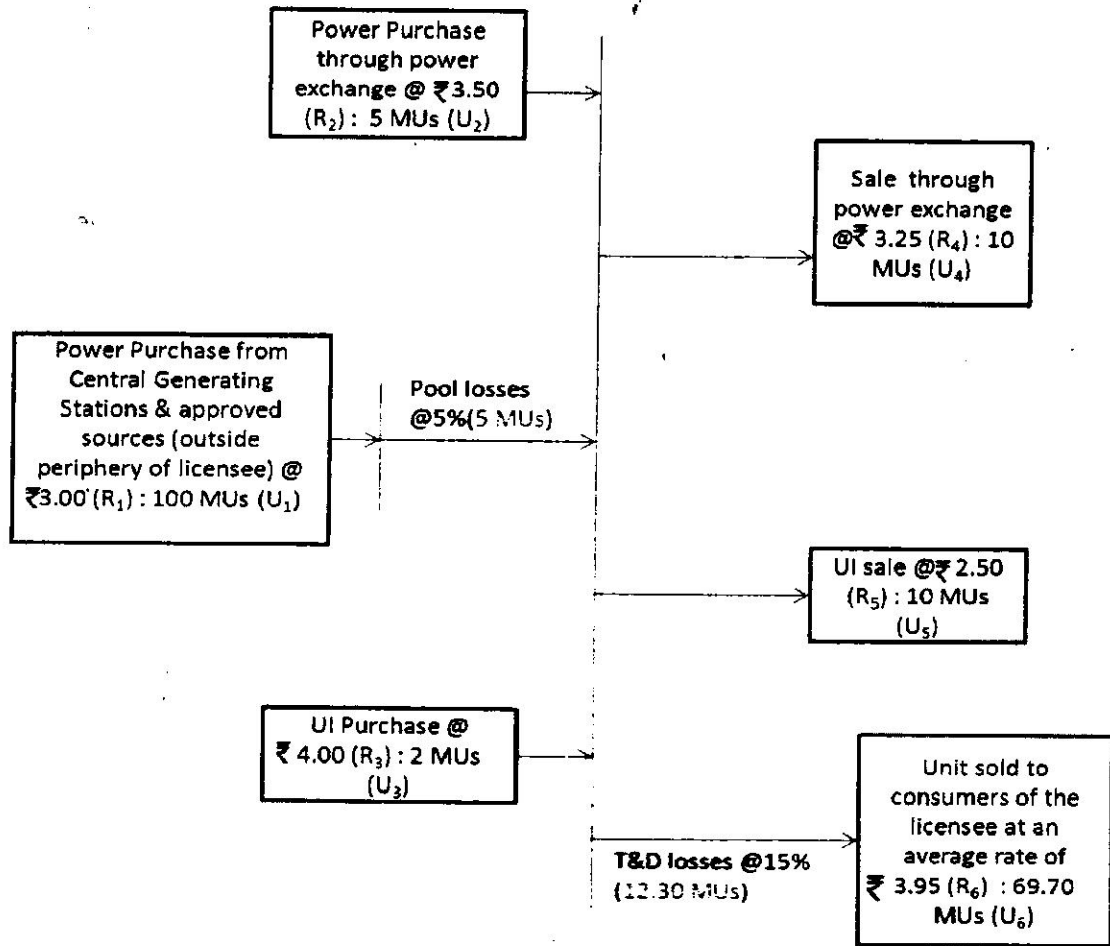 Power Purchase
through power
exchange @ ₹3.50
(R₂) : 5 MUs (U₂)
Sale through
power exchange
@₹ 3.25 (R₄) : 10
MUs (U₄)
Power Purchase from
Central Generating
Stations & approved
sources (outside
periphery of licensee) @
₹3.00 (R₁) : 100 MUs (U₁)
Pool losses
@5%(5 MUs)
UI sale @₹ 2.50
(R₅) : 10 MUs
(U₅)
UI Purchase @
₹ 4.00 (R₃) : 2 MUs
(U₃)
T&D losses @15%
(12.30 MUs)
Unit sold to
consumers of the
licensee at an
average rate of
₹ 3.95 (R₆) : 69.70
MUs (U₆)